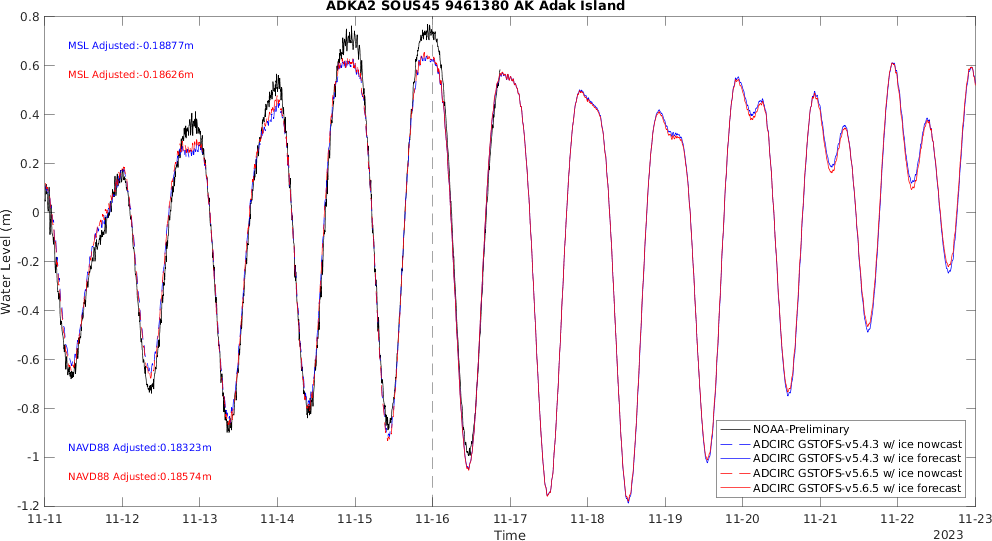 ADKA2 SOUS45 9461380 AK Adak Island
MSL Adjusted:-0.18877m
MSL Adjusted:-0.18626m
NAVD88 Adjusted:0.18323m
NAVD88 Adjusted:0.18574m
Water Level (m)
0.8
0.6
0.4
0.2
0
-0.2
-0.4
-0.6
-0.8
-1
-1.2
NOAA-Preliminary
ADCIRC GSTOFS-v5.4.3 w/ ice nowcast
ADCIRC GSTOFS-v5.4.3 w/ ice forecast
ADCIRC GSTOFS-v5.6.5 w/ ice nowcast
ADCIRC GSTOFS-v5.6.5 w/ ice forecast
11-11 11-12 11-13 11-14 11-15 11-16 11-17 11-18 11-19 11-20 11-21 11-22 11-23
Time
2023